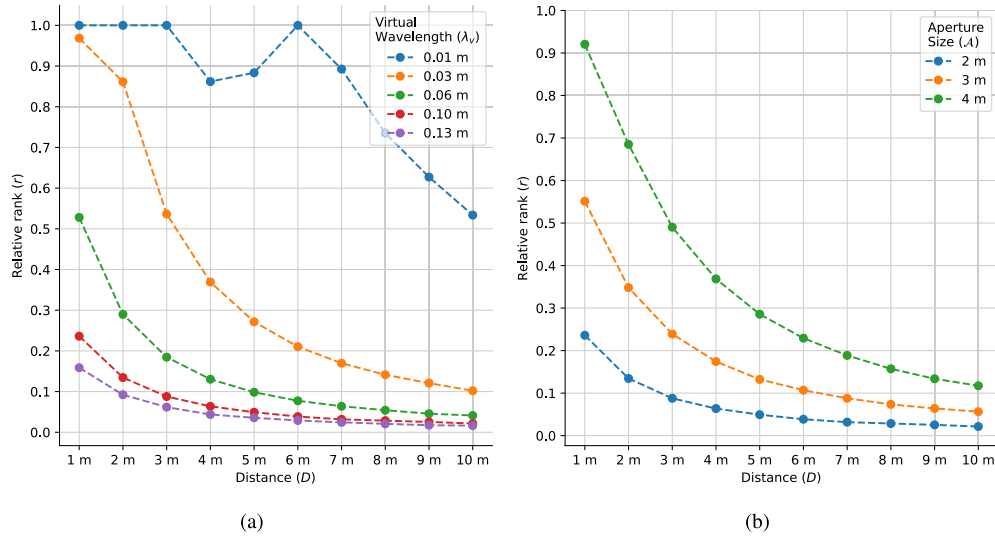 1.0
0.9
0.8
0.7
0.6
0.5
0.4
0.3
0.2
0.1
0.0
Relative rank (r)
1 m 2 m 3 m 4 m 5 m 6 m 7 m 8 m 9 m 10 m
Distance (D)
Virtual
Wavelength (λᵥ)
0.01 m
0.03 m
0.06 m
0.10 m
0.13 m
(a)
1.0
0.9
0.8
0.7
0.6
0.5
0.4
0.3
0.2
0.1
0.0
Relative rank (r)
1 m 2 m 3 m 4 m 5 m 6 m 7 m 8 m 9 m 10 m
Distance (D)
Aperture
Size (𝒜)
2 m
3 m
4 m
(b)